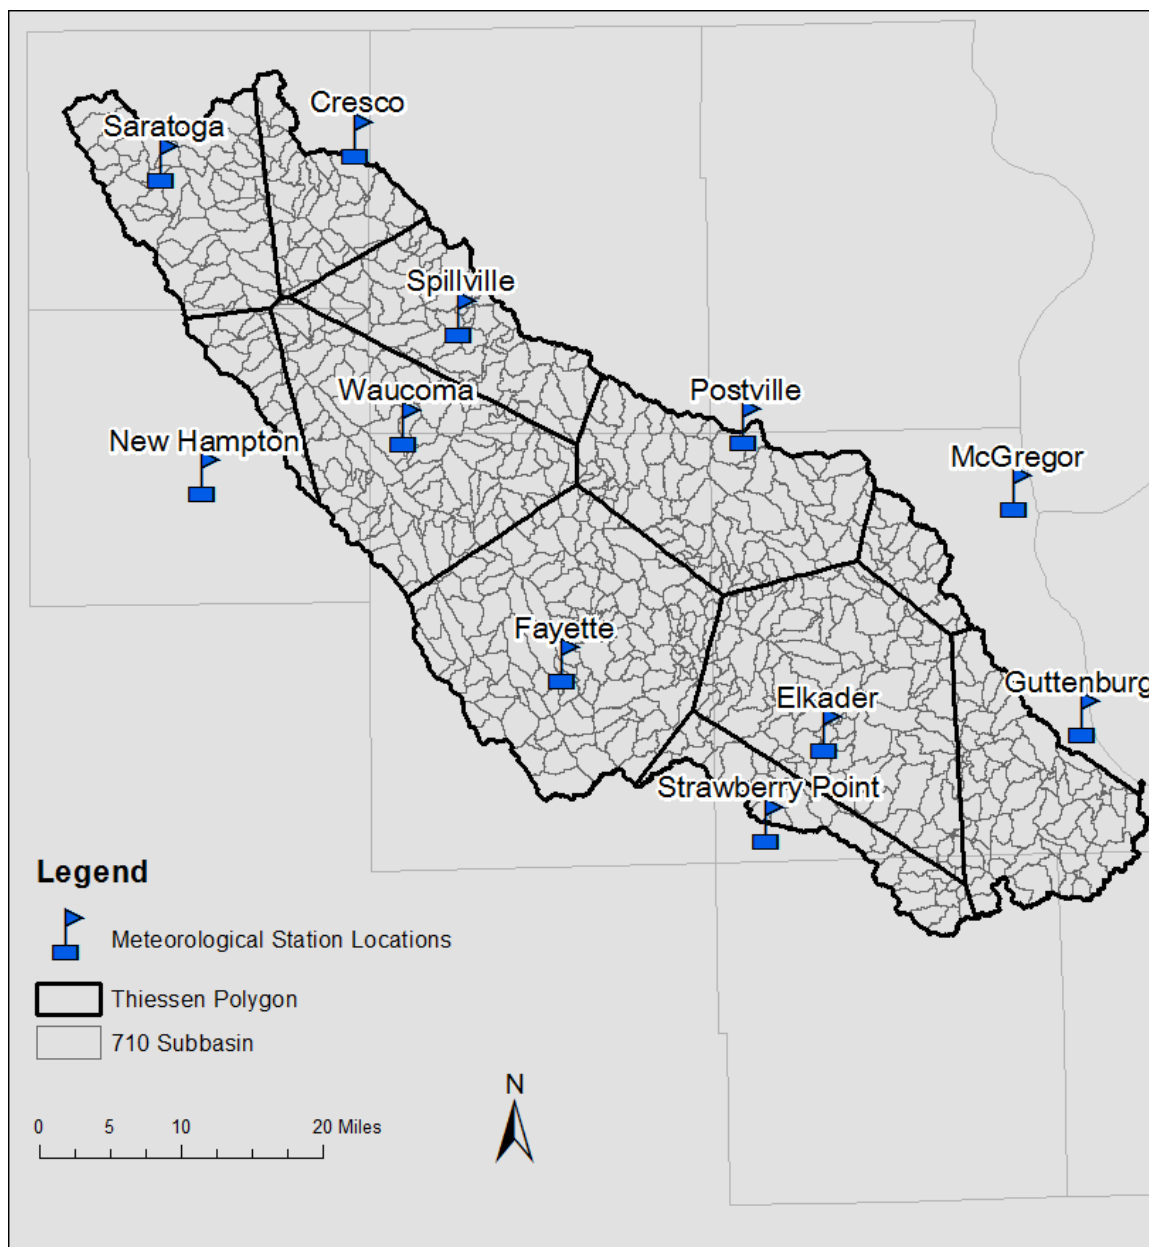 Cresco
Saratoga
Spillville
Waucoma
Postville
New Hampton
McGregor
Fayette
Guttenburg
Elkader
Strawberry Point
Legend
Meteorological Station Locations
Thiessen Polygon
710 Subbasin
N
0 5 10 20 Miles